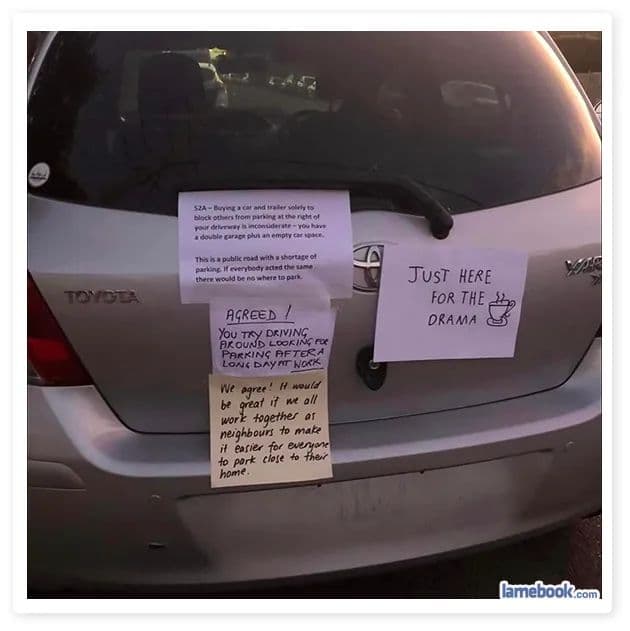 52A – Buying a car and trailer solely to
block others from parking at the right of
your driveway is inconsiderate – you have
a double garage plus an empty car space.
This is a public road with a shortage of
parking. If everybody acted the same
there would be no where to park.
TOYOTA
AGREED!
YOU TRY DRIVING
AROUND LOOKING FOR
PARKING AFTER A
LONG DAY AT WORK
We agree! It would
be great if we all
work together as
neighbours to make
it easier for everyone
to park close to their
home.
JUST HERE
FOR THE
DRAMA
lamebook.com